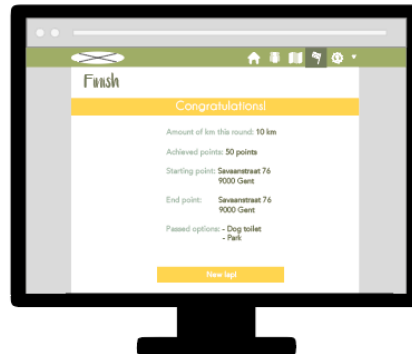 Finish
Congratulations!
Amount of km this round: 10 km
Achieved points: 50 points
Starting point: Savaanstraat 76
9000 Gent
End point: Savaanstraat 76
9000 Gent
Passed options: - Dog toilet
- Park
New lap!